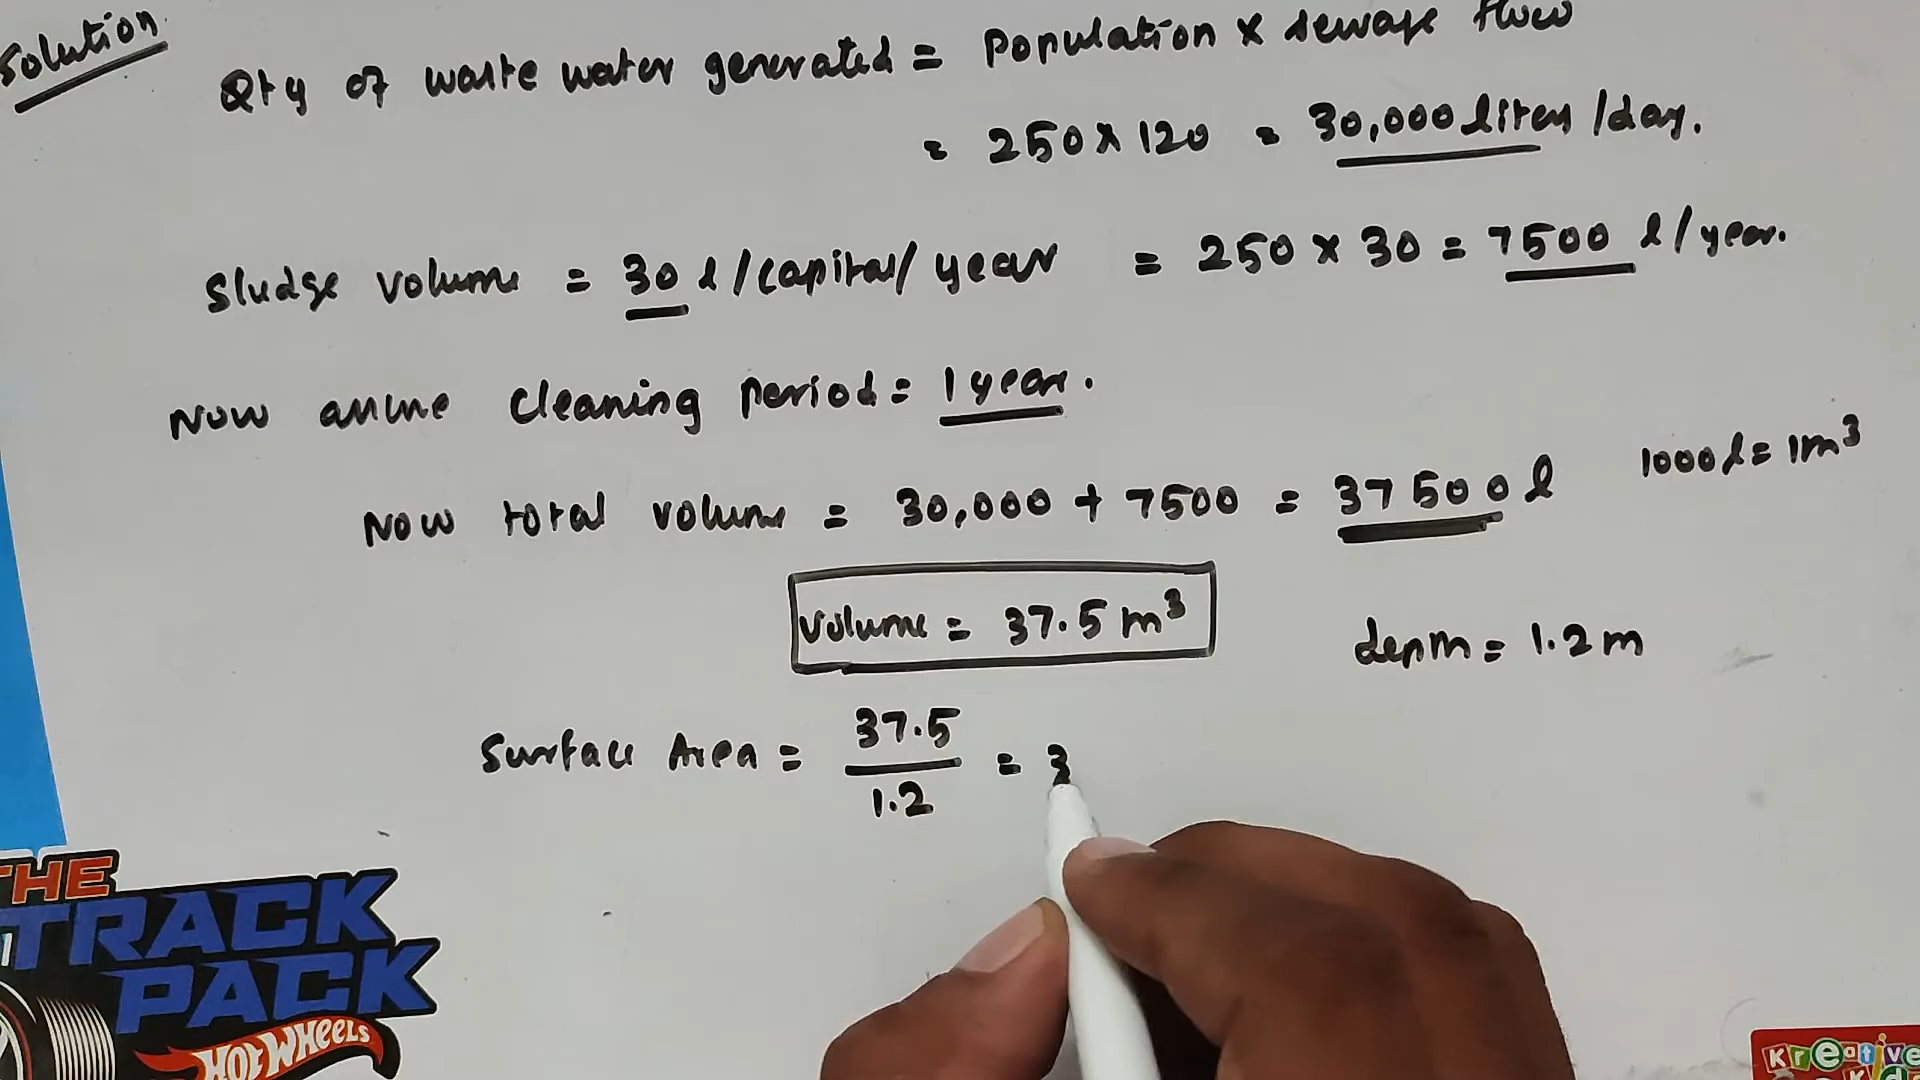 Solution
Qty of waste water generated = Population × sewage flow
= 250 × 120 = 30,000 liters /day.
Sludge volume = 30 l /capital/ year = 250 × 30 = 7500 l/year.
Now assume cleaning period = 1 year.
Now total volume = 30,000 + 7500 = 37500 l 1000 l = 1m³
Volume = 37.5 m³ depth = 1.2 m
Surface Area = 37.5 / 1.2 = 3
THE
TRACK
PACK
HOT WHEELS
Kreative